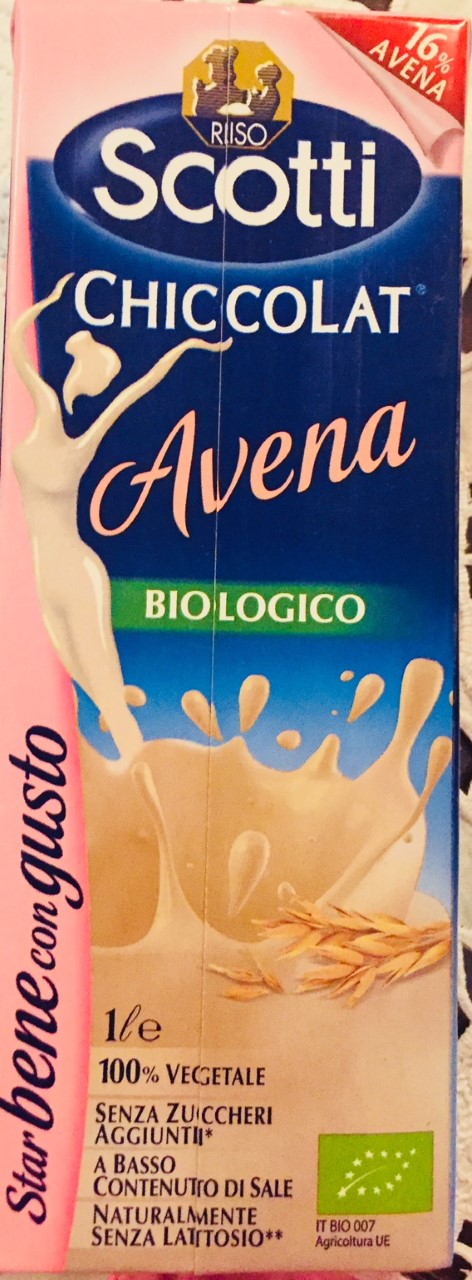 16%
AVENA
RISO
Scotti
CHICCOLAT®
Avena
BIOLOGICO
Star bene con gusto
1 l e
100% VEGETALE
SENZA ZUCCHERI
AGGIUNTI*
A BASSO
CONTENUTO DI SALE
NATURALMENTE
SENZA LATTOSIO**
IT BIO 007
Agricoltura UE